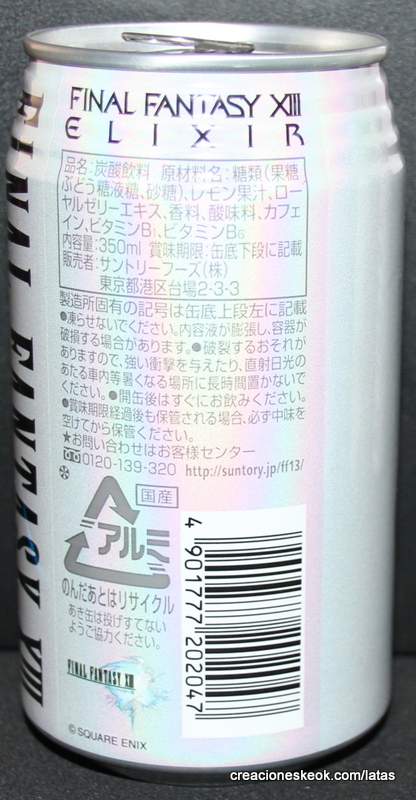 FINAL FANTASY XIII
ELIXIR
品名:炭酸飲料 原材料名:糖類(果糖
ぶどう糖液糖、砂糖)、レモン果汁、ロー
ヤルゼリーエキス、香料、酸味料、カフェ
イン、ビタミンB₁、ビタミンB₆
内容量:350ml 賞味期限:缶底下段に記載
販売者:サントリーフーズ(株)
東京都港区台場2-3-3
製造所固有の記号は缶底上段左に記載
●凍らせないでください。内容液が膨張し、容器が
破損する場合があります。●破裂するおそれが
ありますので、強い衝撃を与えたり、直射日光の
あたる車内等暑くなる場所に長時間置かないで
ください。●開缶後はすぐにお飲みください。
●賞味期限経過後も保管される場合、必ず中味を
空けてから保管ください。
★お問い合わせはお客様センター
0120-139-320 http://suntory.jp/ff13/
国産
アルミ
のんだあとはリサイクル
あき缶は投げすてない
ようご協力ください。
4 901777 202047
FINAL FANTASY XIII
© SQUARE ENIX
FINAL FANTASY XIII
creacioneskeok.com/latas